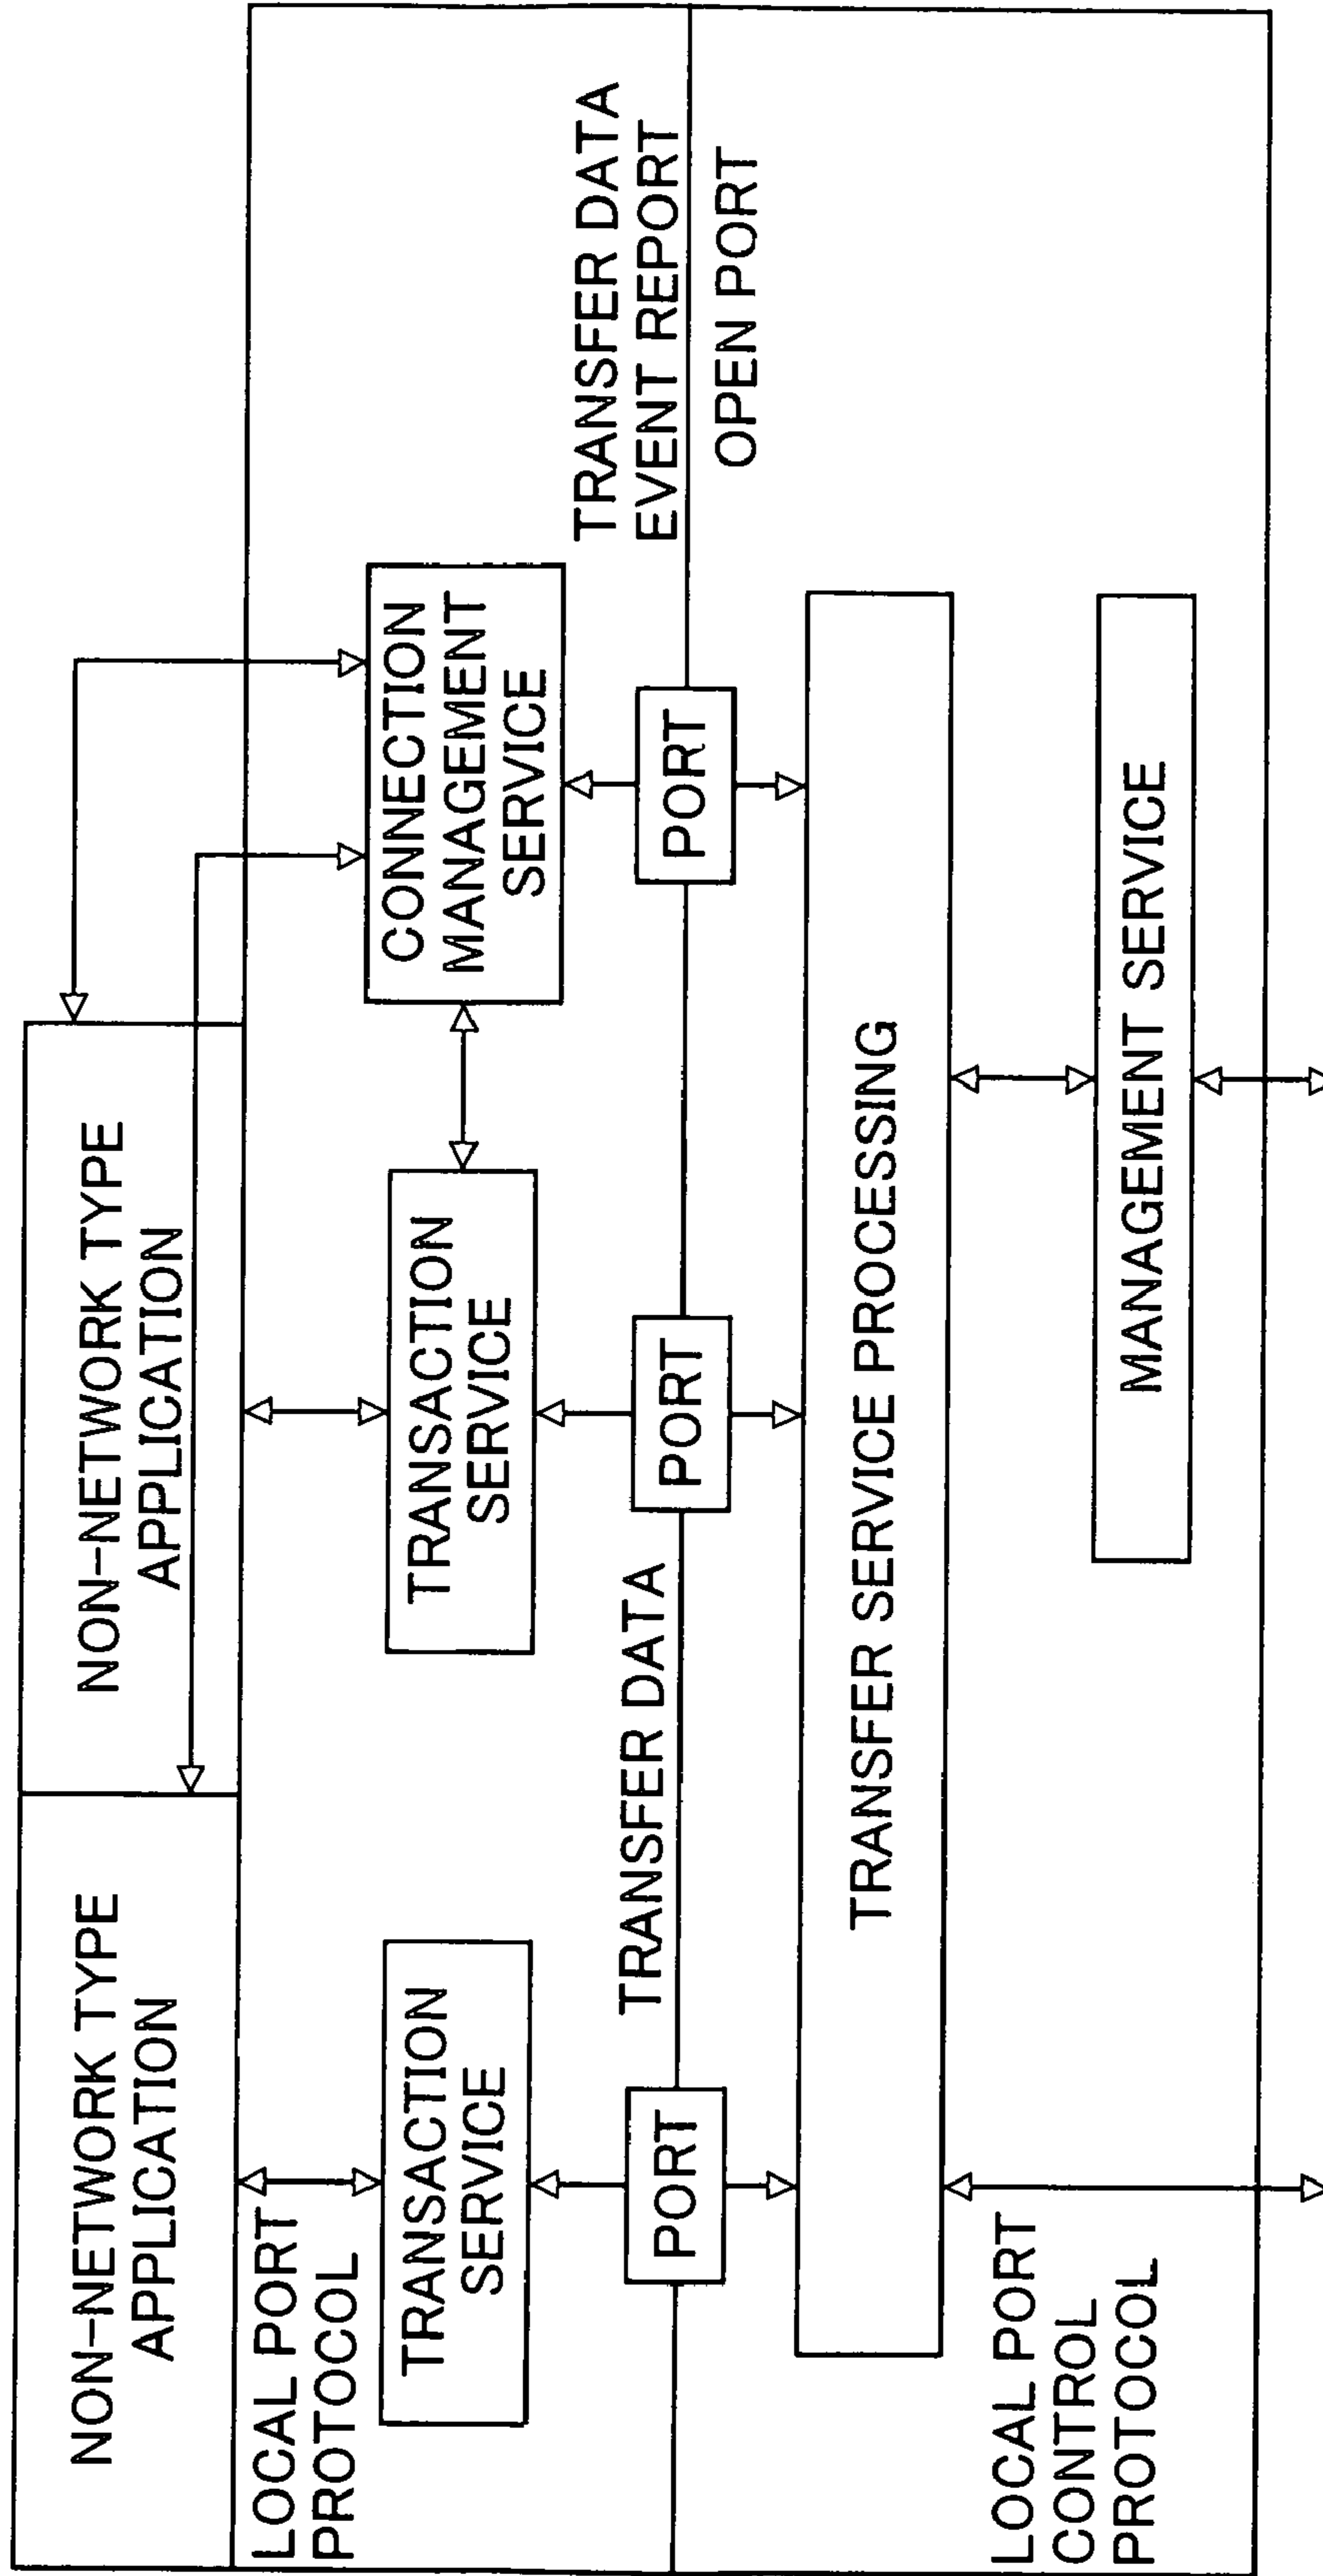 NON-NETWORK TYPE
APPLICATION
NON-NETWORK TYPE
APPLICATION
LOCAL PORT
PROTOCOL
TRANSACTION
SERVICE
TRANSACTION
SERVICE
CONNECTION
MANAGEMENT
SERVICE
TRANSFER DATA
TRANSFER DATA
EVENT REPORT
PORT
PORT
PORT
OPEN PORT
TRANSFER SERVICE PROCESSING
LOCAL PORT
CONTROL
PROTOCOL
MANAGEMENT SERVICE